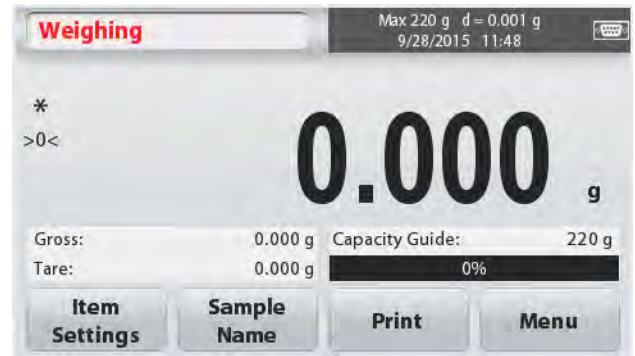 Weighing
Max 220 g d = 0.001 g
9/28/2015 11:48
*
>0<
0.000 g
Gross: 0.000 g
Tare: 0.000 g
Capacity Guide: 220 g
0%
Item Settings
Sample Name
Print
Menu